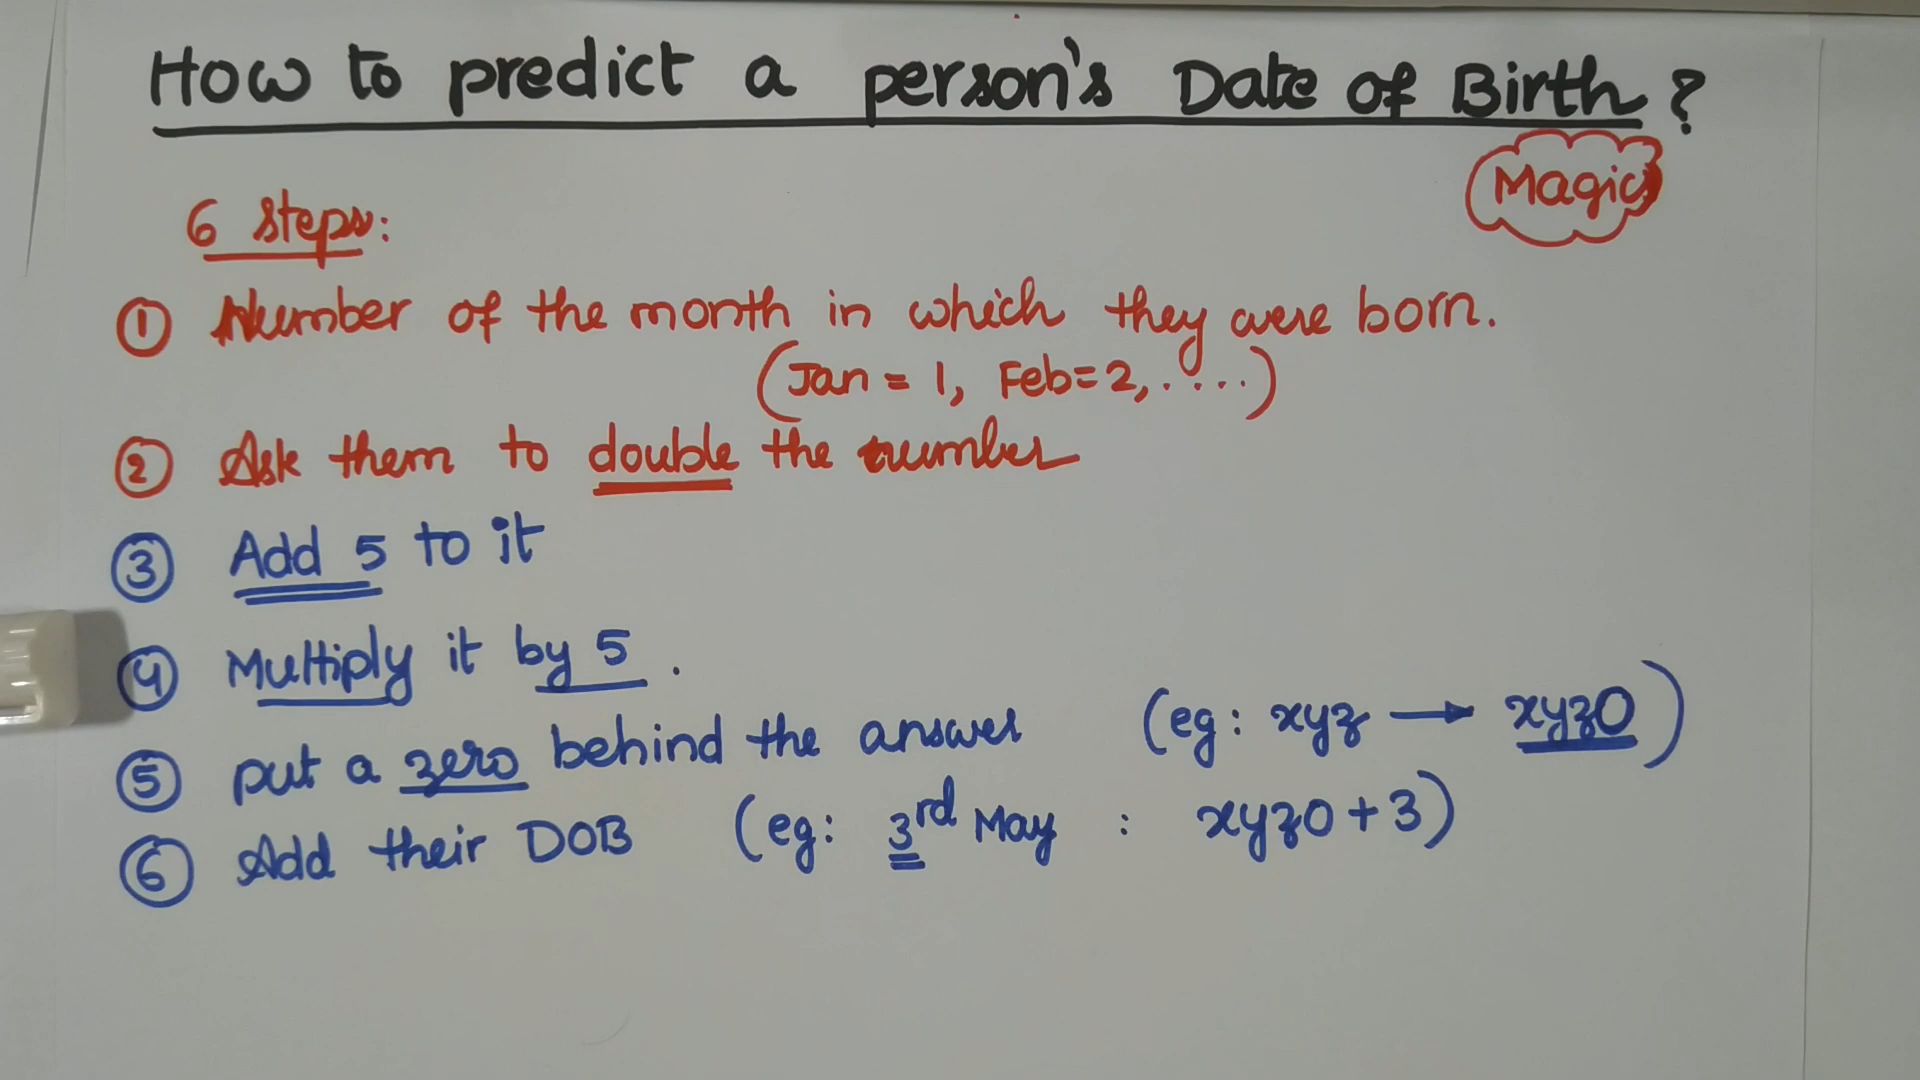 How to predict a person's Date of Birth?
Magic
6 steps:
① Number of the month in which they were born.
(Jan = 1, Feb=2, .....)
② Ask them to double the number
③ Add 5 to it
④ Multiply it by 5.
⑤ put a zero behind the answer (eg: xyz → xyz0)
⑥ Add their DOB (eg: 3rd May : xyz0+3)